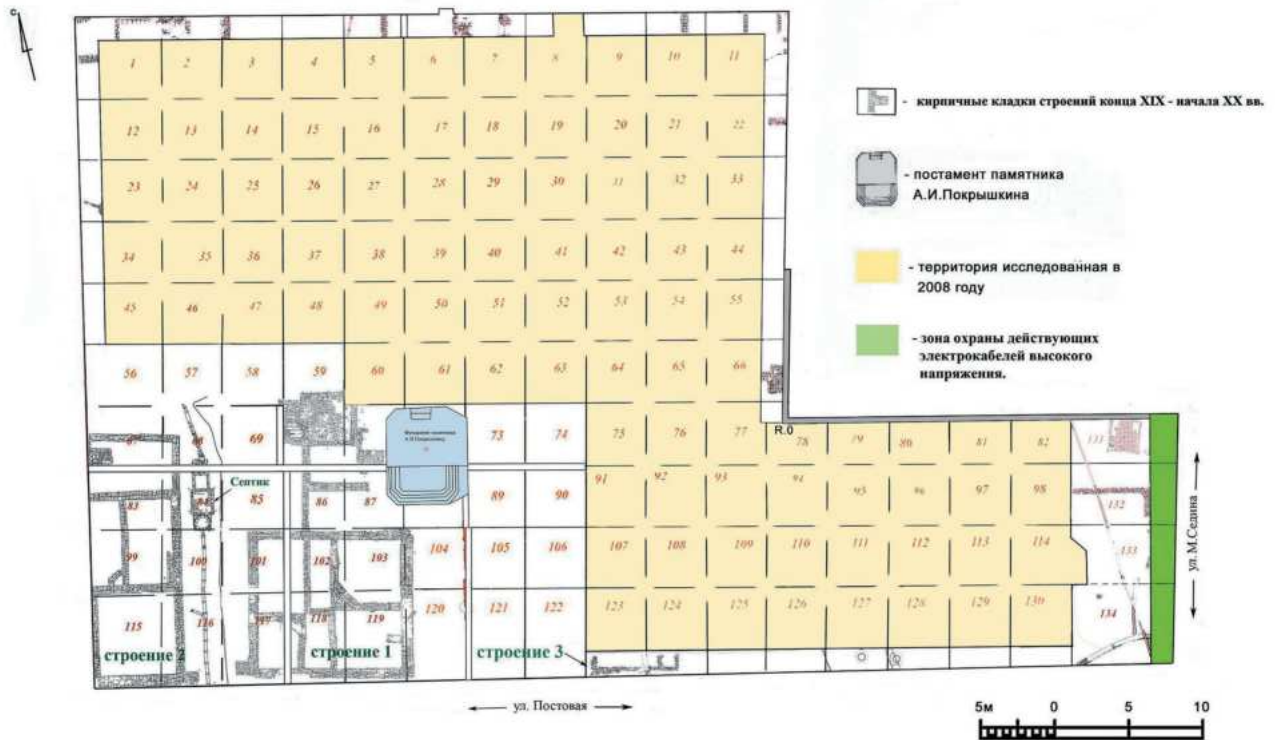 с
1 2 3 4 5 6 7 8 9 10 11
12 13 14 15 16 17 18 19 20 21 22
23 24 25 26 27 28 29 30 31 32 33
34 35 36 37 38 39 40 41 42 43 44
45 46 47 48 49 50 51 52 53 54 55
56 57 58 59 60 61 62 63 64 65 66
67 68 69 73 74 75 76 77 R.0 78 79 80 81 82 131
Септик
83 84 85 86 87 89 90 91 92 93 94 95 96 97 98 132
99 100 101 102 103 104 105 106 107 108 109 110 111 112 113 114 133
115 116 117 118 119 120 121 122 123 124 125 126 127 128 129 130 134
строение
строение 1
строение 3
ул. Постовая
ул. М.Седина
- кирпичные кладки строений конца XIX - начала XX вв.
- постамент памятника
А.И.Покрышкина
- территория исследованная в
2008 году
- зона охраны действующих
электрокабелей высокого
напряжения.
5м 0 5 10